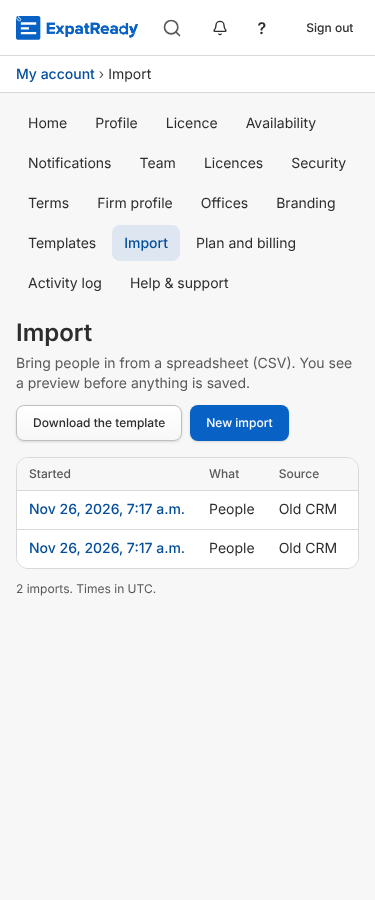 ExpatReady ? Sign out
My account › Import
Home Profile Licence Availability
Notifications Team Licences Security
Terms Firm profile Offices Branding
Templates Import Plan and billing
Activity log Help & support
Import
Bring people in from a spreadsheet (CSV). You see
a preview before anything is saved.
Download the template New import
Started What Source
Nov 26, 2026, 7:17 a.m. People Old CRM
Nov 26, 2026, 7:17 a.m. People Old CRM
2 imports. Times in UTC.